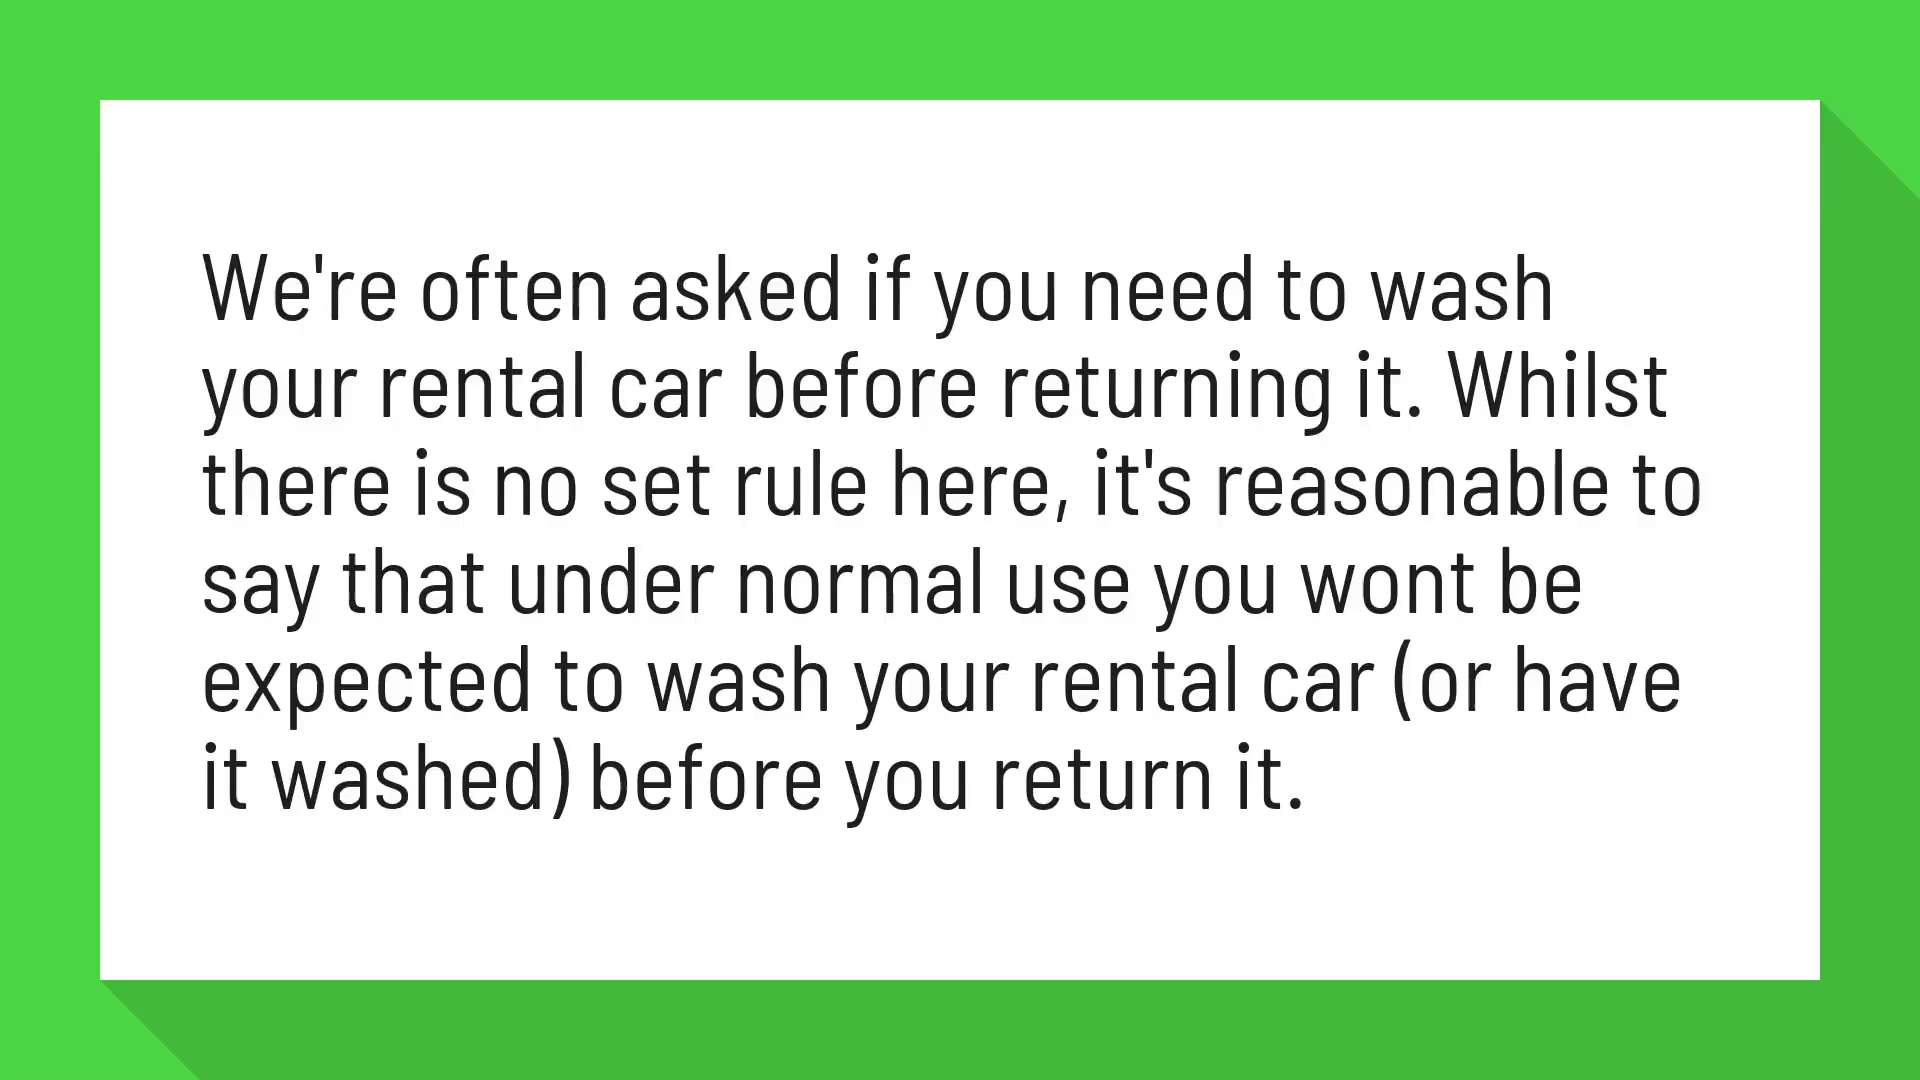 We're often asked if you need to wash
your rental car before returning it. Whilst
there is no set rule here, it's reasonable to
say that under normal use you wont be
expected to wash your rental car (or have
it washed) before you return it.